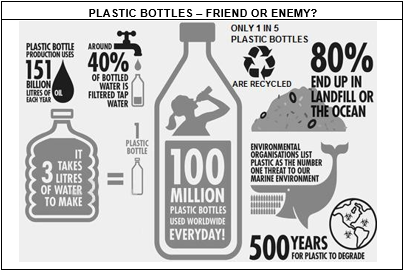 PLASTIC BOTTLES – FRIEND OR ENEMY?
PLASTIC BOTTLE
PRODUCTION USES
151
BILLION
LITRES OF
EACH YEAR
OIL
AROUND
40%
OF BOTTLED
WATER IS
FILTERED TAP
WATER
IT
3 TAKES
LITRES OF
WATER TO
MAKE
=
1
PLASTIC
BOTTLE
100
MILLION
PLASTIC BOTTLES
USED WORLDWIDE
EVERYDAY!
ONLY 1 IN 5
PLASTIC BOTTLES
ARE RECYCLED
80%
END UP IN
LANDFILL OR
THE OCEAN
ENVIRONMENTAL
ORGANISATIONS LIST
PLASTIC AS THE NUMBER
ONE THREAT TO OUR
MARINE ENVIRONMENT
500 YEARS
FOR PLASTIC TO DEGRADE